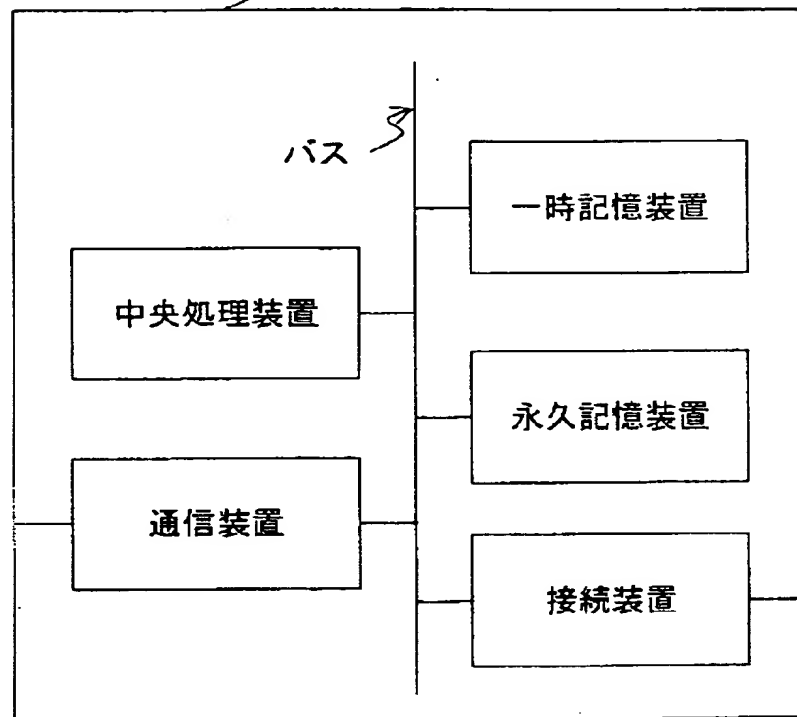 バス
一時記憶装置
中央処理装置
永久記憶装置
通信装置
接続装置